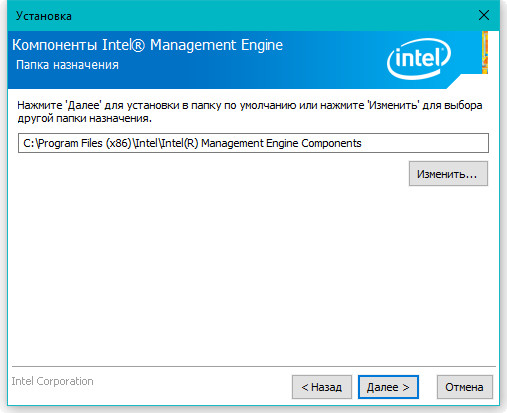 Установка
Компоненты Intel® Management Engine
Папка назначения
intel
Нажмите 'Далее' для установки в папку по умолчанию или нажмите 'Изменить' для выбора
другой папки назначения.
C:\Program Files (x86)\Intel\Intel(R) Management Engine Components
Изменить...
Intel Corporation
< Назад
Далее >
Отмена